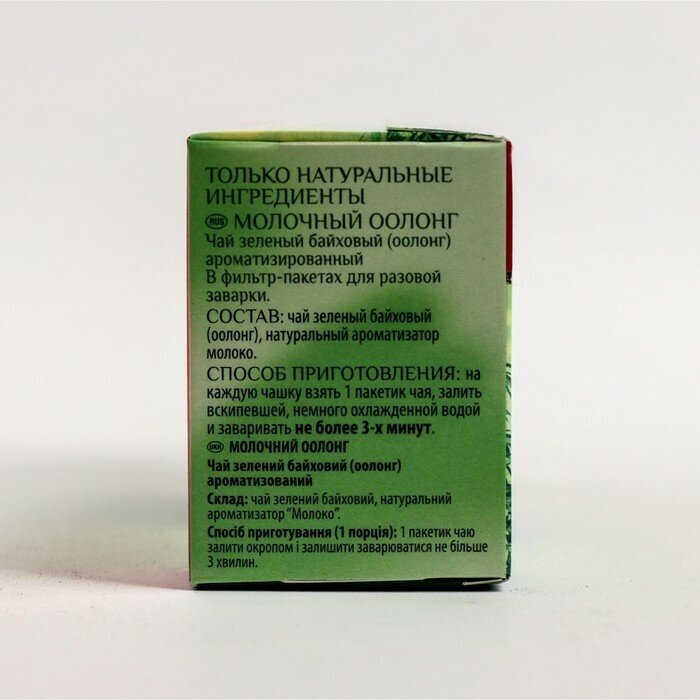 ТОЛЬКО НАТУРАЛЬНЫЕ
ИНГРЕДИЕНТЫ
RUS МОЛОЧНЫЙ ООЛОНГ
Чай зеленый байховый (оолонг)
ароматизированный
В фильтр-пакетах для разовой
заварки.
СОСТАВ: чай зеленый байховый
(оолонг), натуральный ароматизатор
молоко.
СПОСОБ ПРИГОТОВЛЕНИЯ: на
каждую чашку взять 1 пакетик чая, залить
вскипевшей, немного охлажденной водой
и заваривать не более 3-х минут.
UKR МОЛОЧНИЙ ООЛОНГ
Чай зелений байховий (оолонг)
ароматизований
Склад: чай зелений байховий, натуральний
ароматизатор "Молоко".
Спосіб приготування (1 порція): 1 пакетик чаю
залити окропом і залишити заварюватися не більше
3 хвилин.